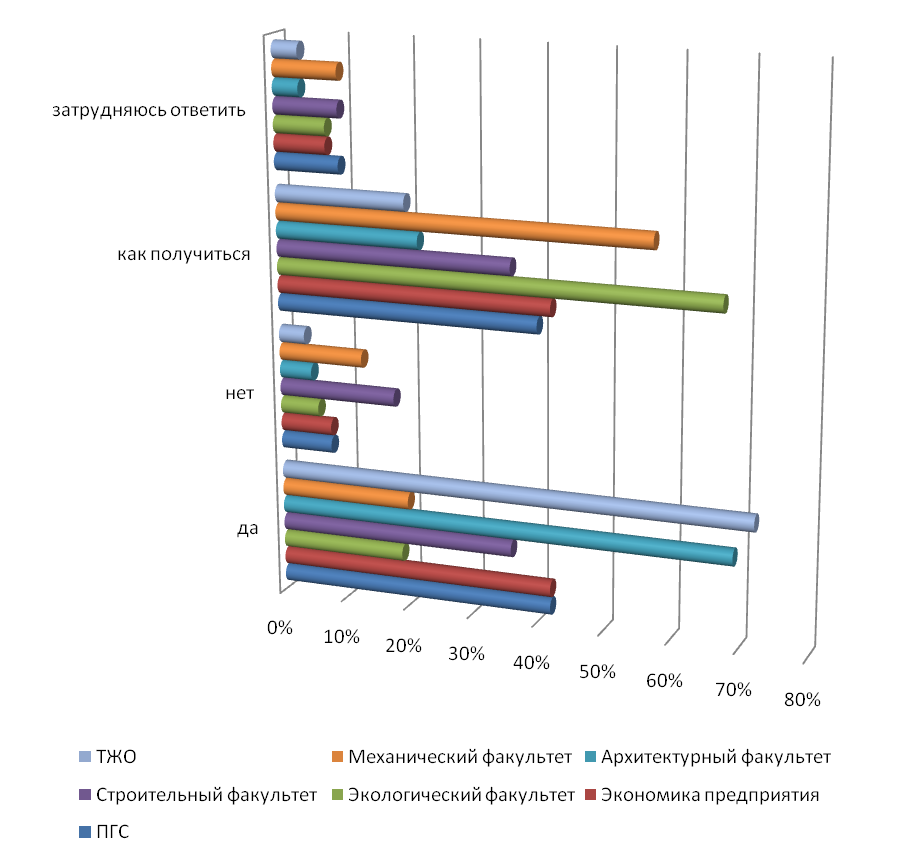 затрудняюсь ответить
как получиться
нет
да
0%
10%
20%
30%
40%
50%
60%
70%
80%
ТЖО
Механический факультет
Архитектурный факультет
Строительный факультет
Экологический факультет
Экономика предприятия
ПГС